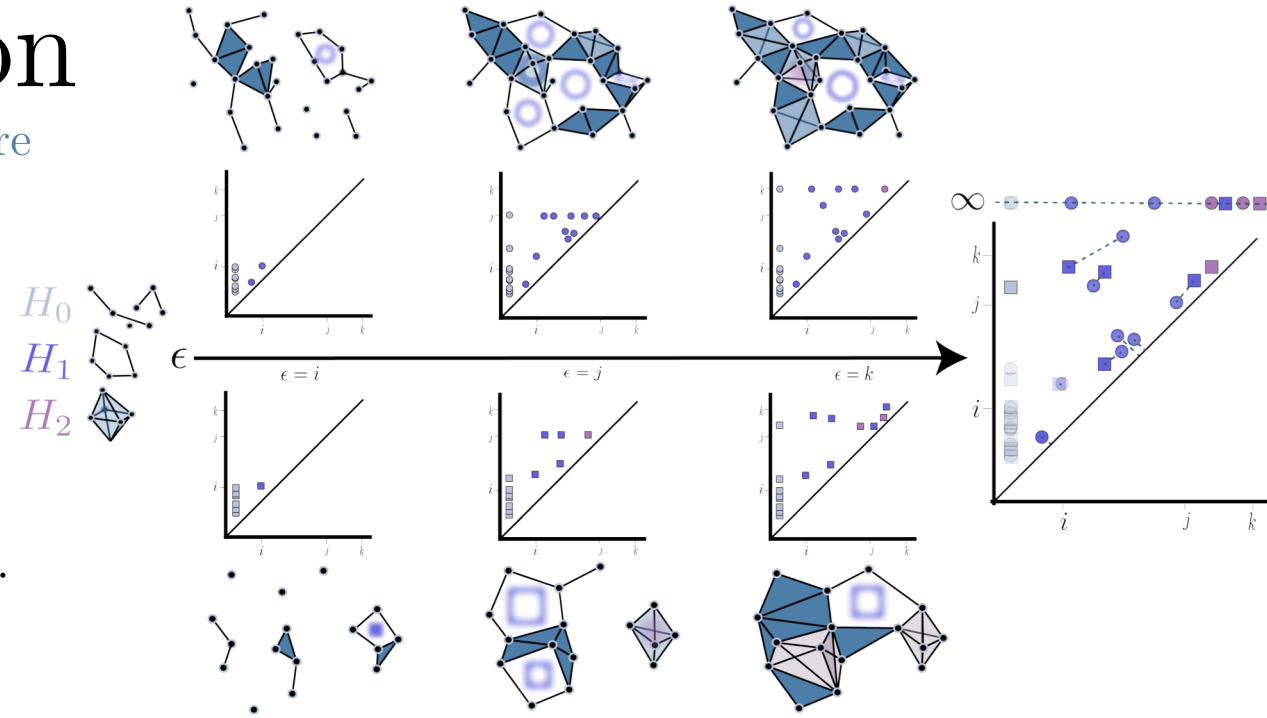 on
re
k
j
i
i j k
k
j
i
i j k
k
j
i
i j k
∞
k
j
i
i j k
H₀
H₁
H₂
ϵ
ϵ = i
ϵ = j
ϵ = k
k
j
i
i j k
k
j
i
i j k
k
j
i
i j k
.